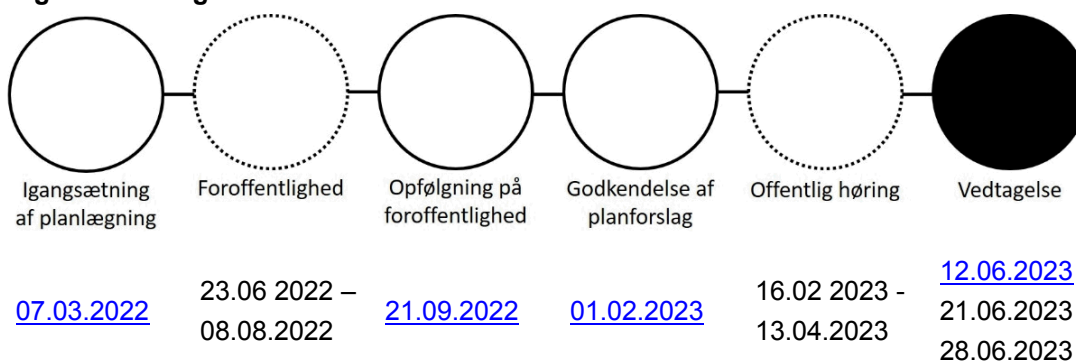 Igangsætning
af planlægning
Foroffentlighed
Opfølgning på
foroffentlighed
Godkendelse af
planforslag
Offentlig høring
Vedtagelse
07.03.2022
23.06 2022 –
08.08.2022
21.09.2022
01.02.2023
16.02 2023 -
13.04.2023
12.06.2023
21.06.2023
28.06.2023